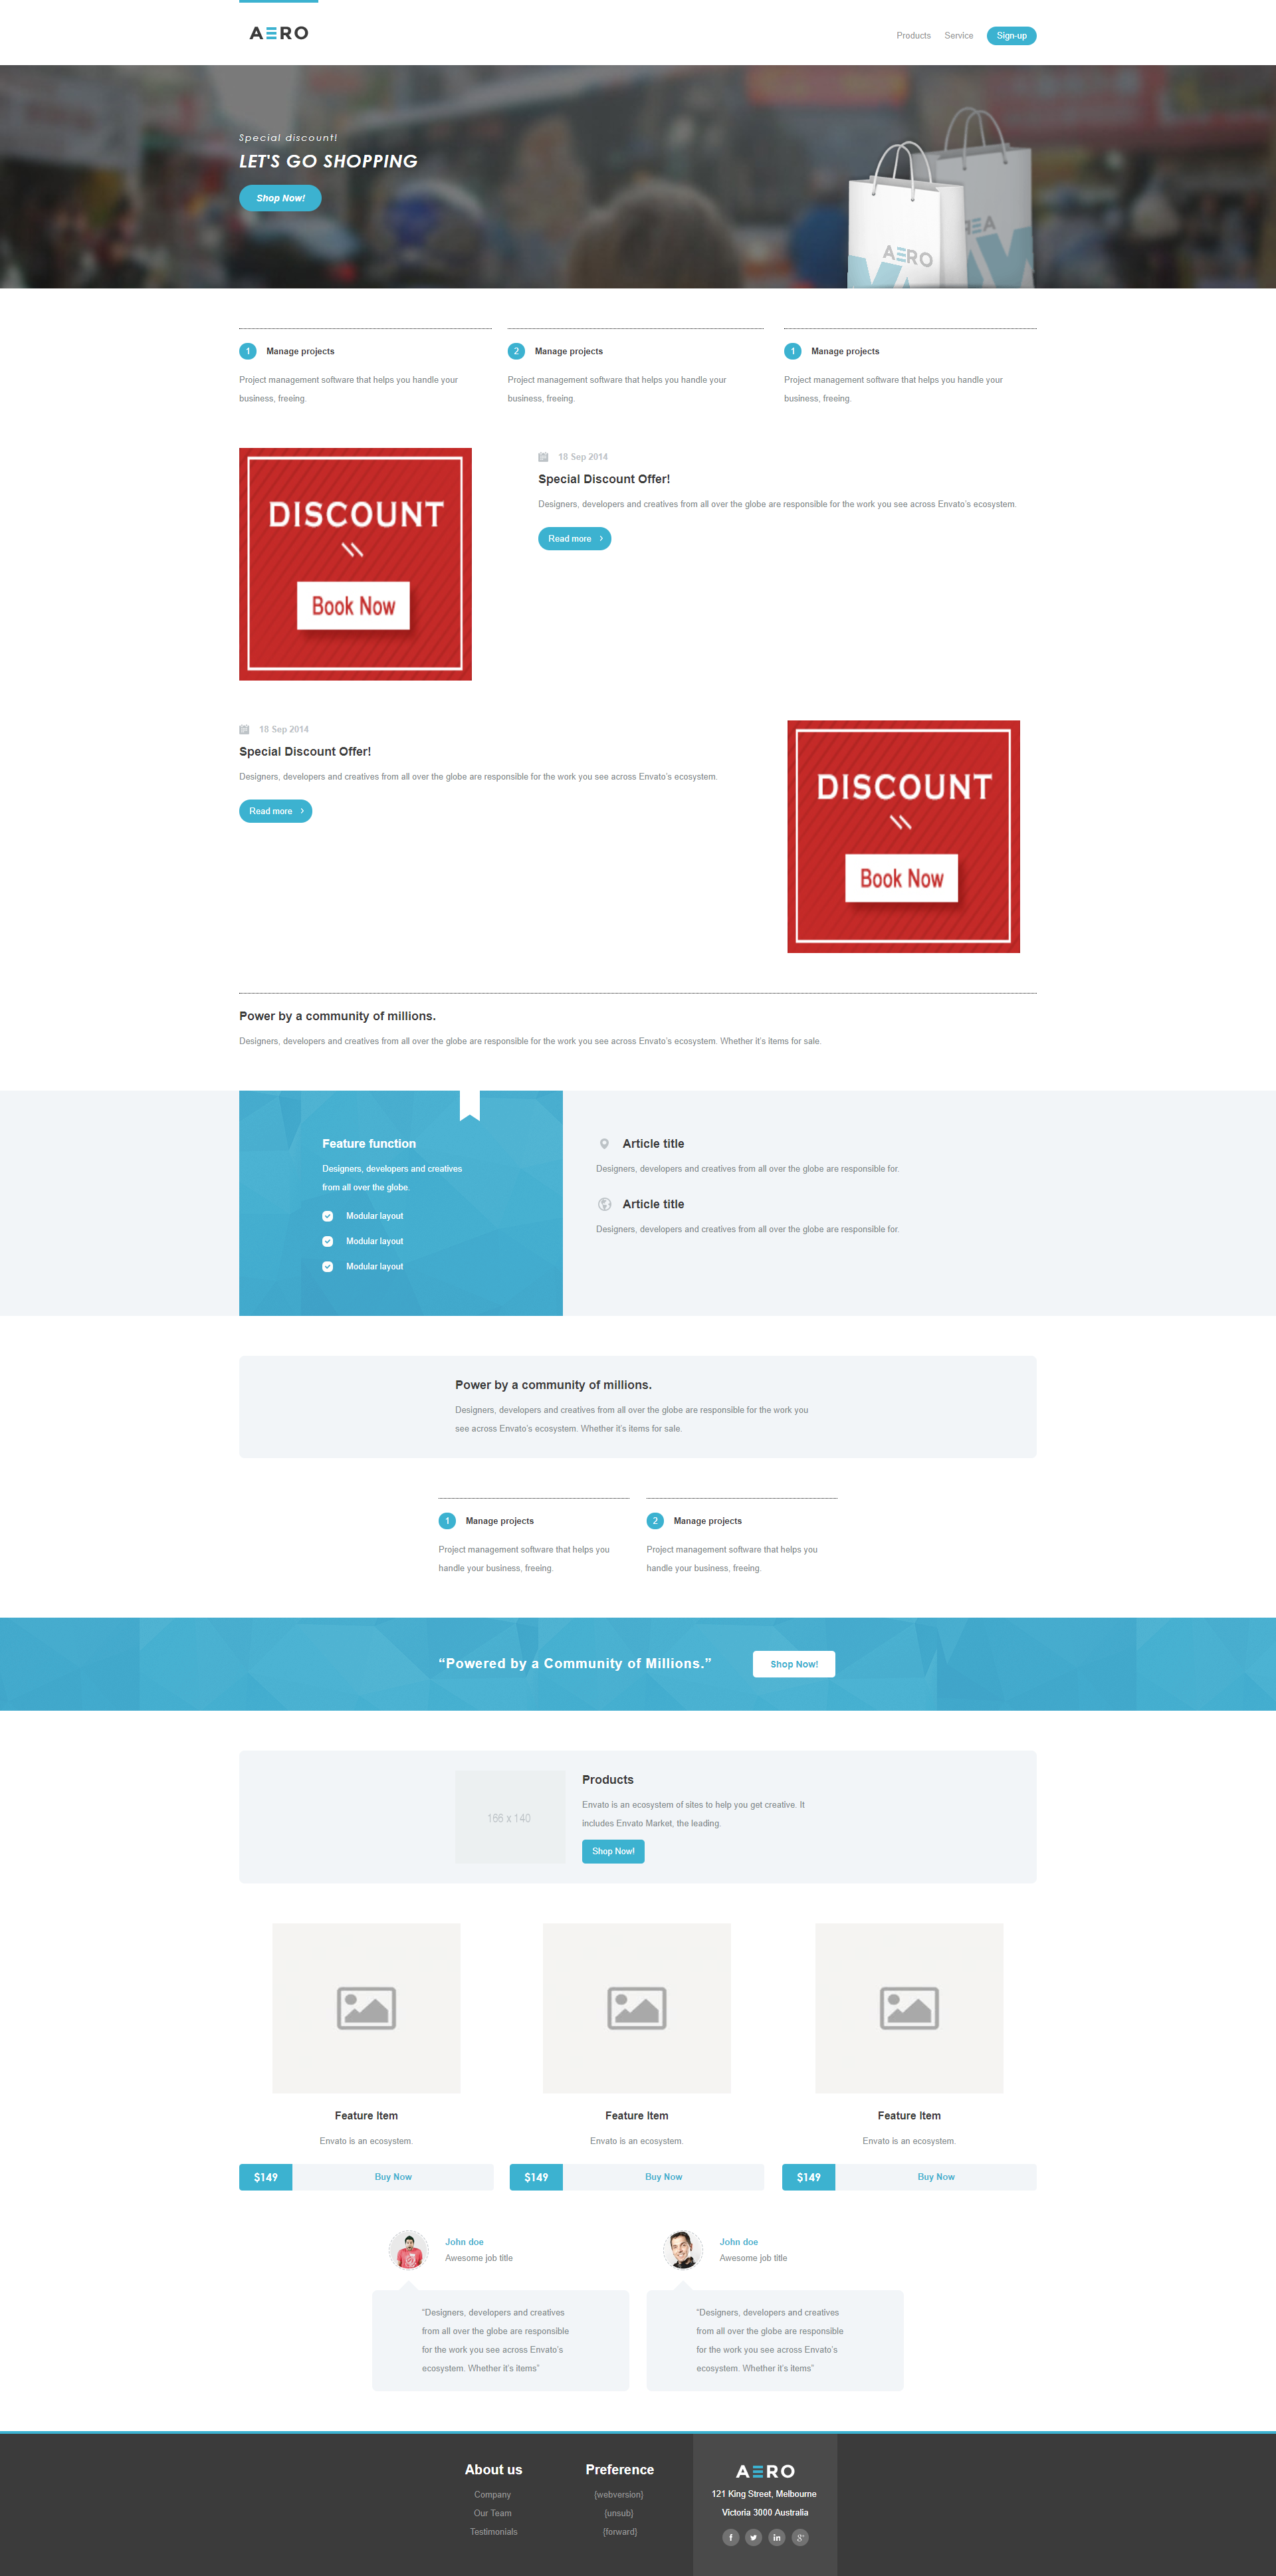 AERO
Products Service Sign-up
Special discount!
LET'S GO SHOPPING
Shop Now!
AERO
1 Manage projects
Project management software that helps you handle your
business, freeing.
2 Manage projects
Project management software that helps you handle your
business, freeing.
1 Manage projects
Project management software that helps you handle your
business, freeing.
DISCOUNT
Book Now
18 Sep 2014
Special Discount Offer!
Designers, developers and creatives from all over the globe are responsible for the work you see across Envato's ecosystem.
Read more
18 Sep 2014
Special Discount Offer!
Designers, developers and creatives from all over the globe are responsible for the work you see across Envato's ecosystem.
Read more
DISCOUNT
Book Now
Power by a community of millions.
Designers, developers and creatives from all over the globe are responsible for the work you see across Envato's ecosystem. Whether it's items for sale.
Feature function
Designers, developers and creatives
from all over the globe.
Modular layout
Modular layout
Modular layout
Article title
Designers, developers and creatives from all over the globe are responsible for.
Article title
Designers, developers and creatives from all over the globe are responsible for.
Power by a community of millions.
Designers, developers and creatives from all over the globe are responsible for the work you
see across Envato's ecosystem. Whether it's items for sale.
1 Manage projects
Project management software that helps you
handle your business, freeing.
2 Manage projects
Project management software that helps you
handle your business, freeing.
“Powered by a Community of Millions.”
Shop Now!
166 x 140
Products
Envato is an ecosystem of sites to help you get creative. It
includes Envato Market, the leading.
Shop Now!
Feature Item
Envato is an ecosystem.
$149 Buy Now
Feature Item
Envato is an ecosystem.
$149 Buy Now
Feature Item
Envato is an ecosystem.
$149 Buy Now
John doe
Awesome job title
“Designers, developers and creatives
from all over the globe are responsible
for the work you see across Envato's
ecosystem. Whether it's items”
John doe
Awesome job title
“Designers, developers and creatives
from all over the globe are responsible
for the work you see across Envato's
ecosystem. Whether it's items”
About us
Company
Our Team
Testimonials
Preference
{webversion}
{unsub}
{forward}
AERO
121 King Street, Melbourne
Victoria 3000 Australia